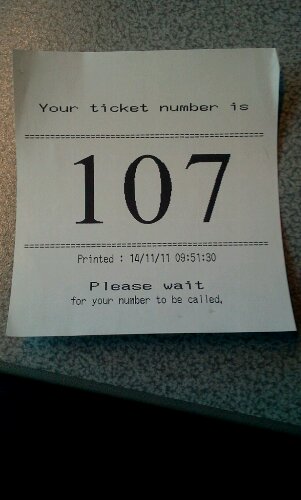 Your ticket number is
107
Printed : 14/11/11 09:51:30
Please wait
for your number to be called.